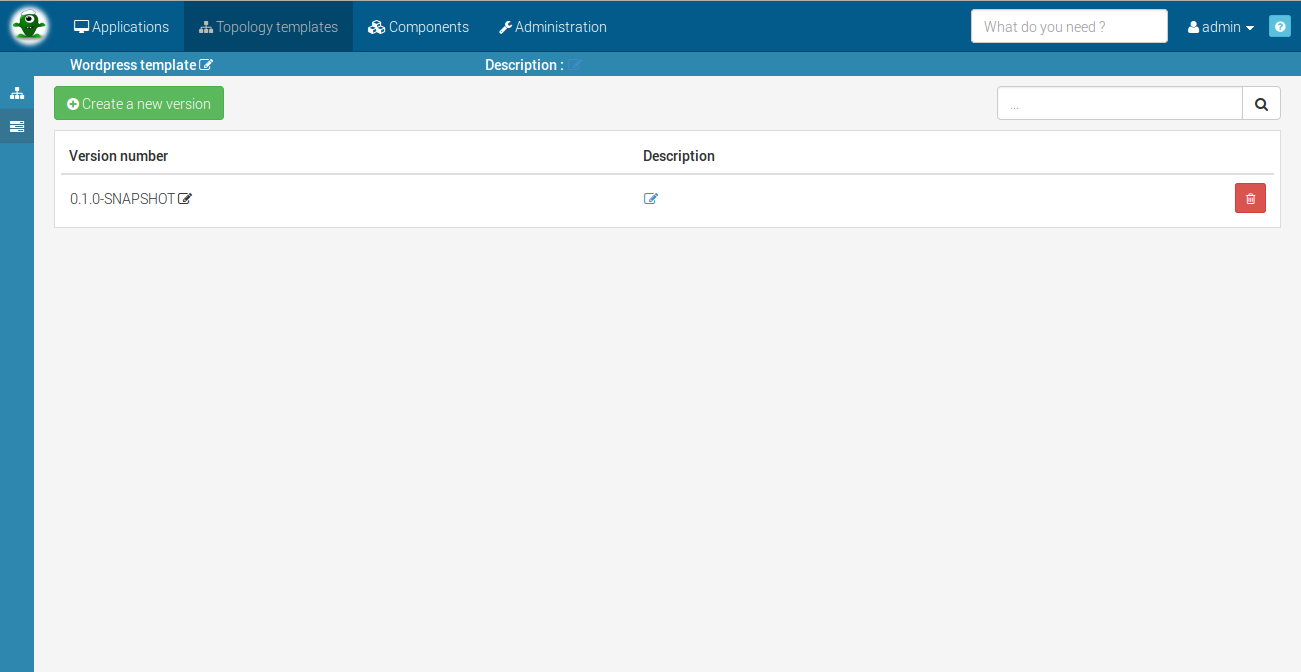 Applications Topology templates Components Administration What do you need ? admin
Wordpress template Description :
Create a new version ...
Version number Description
0.1.0-SNAPSHOT